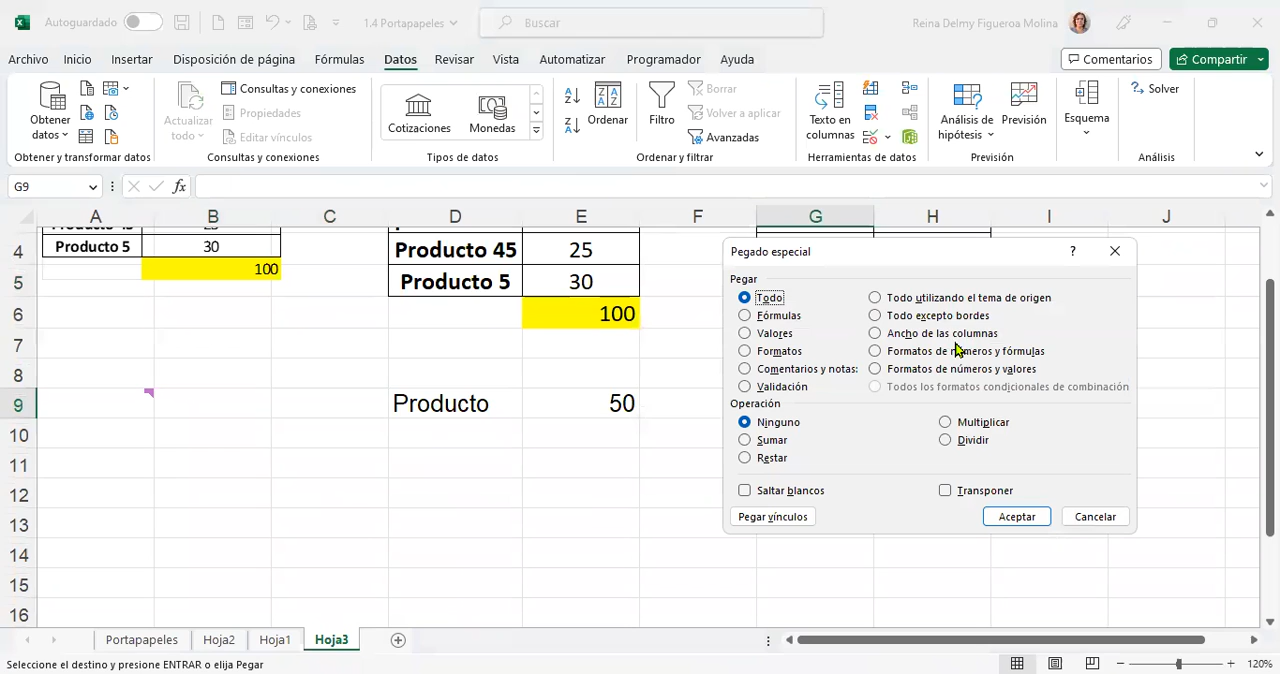 Autoguardado
1.4 Portapapeles
Buscar
Reina Delmy Figueroa Molina
Archivo Inicio Insertar Disposición de página Fórmulas Datos Revisar Vista Automatizar Programador Ayuda Comentarios Compartir
Obtener datos
Actualizar todo
Consultas y conexiones
Propiedades
Editar vínculos
Cotizaciones
Monedas
Ordenar
Filtro
Borrar
Volver a aplicar
Avanzadas
Texto en columnas
Análisis de hipótesis
Previsión
Esquema
Solver
Obtener y transformar datos Consultas y conexiones Tipos de datos Ordenar y filtrar Herramientas de datos Previsión Análisis
G9 fx
A B C D E F G H I J
4 Producto 45 25
Producto 5 30
100
5 Producto 5 30
6 100
7
8
9 Producto 50
10
11
12
13
14
15
16
Pegado especial ?
Pegar
Todo Todo utilizando el tema de origen
Fórmulas Todo excepto bordes
Valores Ancho de las columnas
Formatos Formatos de números y fórmulas
Comentarios y notas: Formatos de números y valores
Validación Todos los formatos condicionales de combinación
Operación
Ninguno Multiplicar
Sumar Dividir
Restar
Saltar blancos Transponer
Pegar vínculos Aceptar Cancelar
Portapapeles Hoja2 Hoja1 Hoja3
Seleccione el destino y presione ENTRAR o elija Pegar 120%